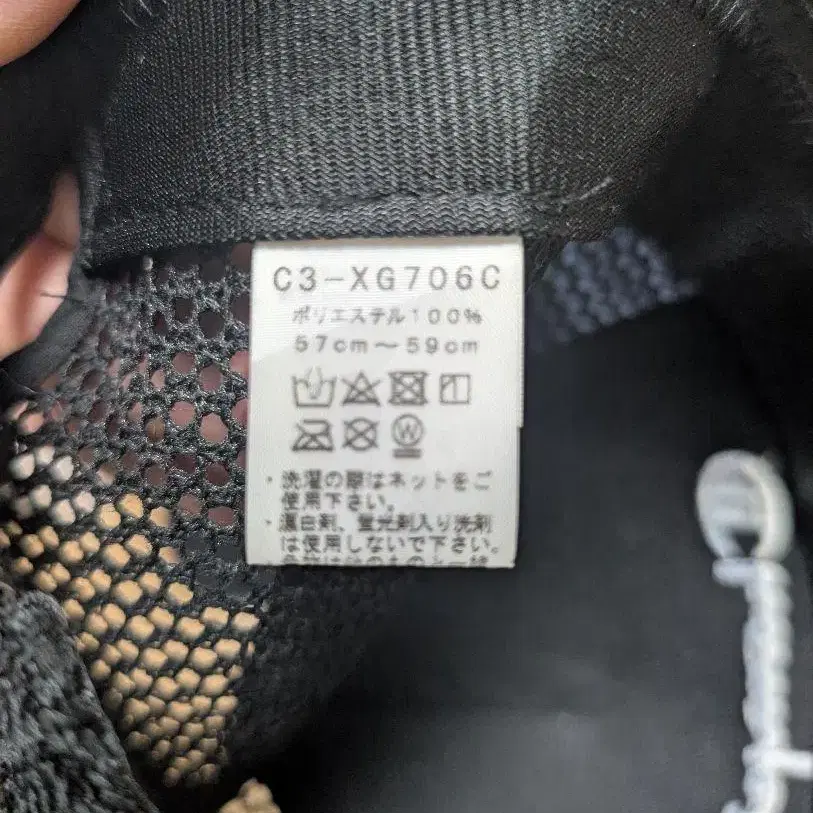 C3-XG706C
ポリエステル100%
57cm～59cm
・洗濯の際はネットをご
使用下さい。
・漂白剤、蛍光剤入り洗剤
は使用しないで下さい。